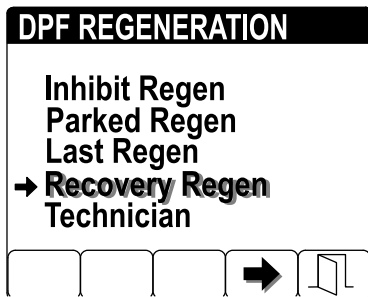 DPF REGENERATION
Inhibit Regen
Parked Regen
Last Regen
Recovery Regen
Technician